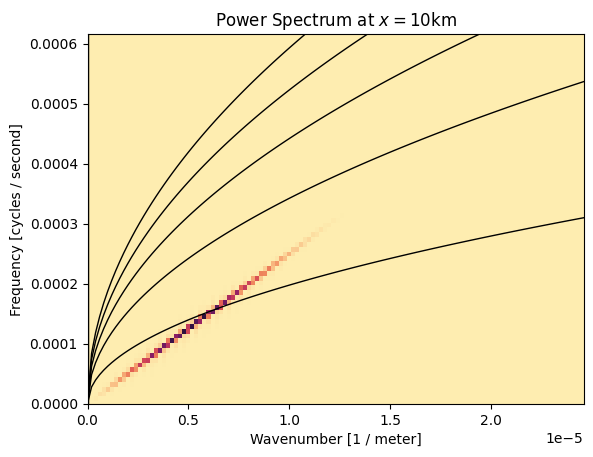 Power Spectrum at x = 10km
0.0006
0.0005
0.0004
0.0003
0.0002
0.0001
0.0000
Frequency [cycles / second]
0.0 0.5 1.0 1.5 2.0
1e−5
Wavenumber [1 / meter]